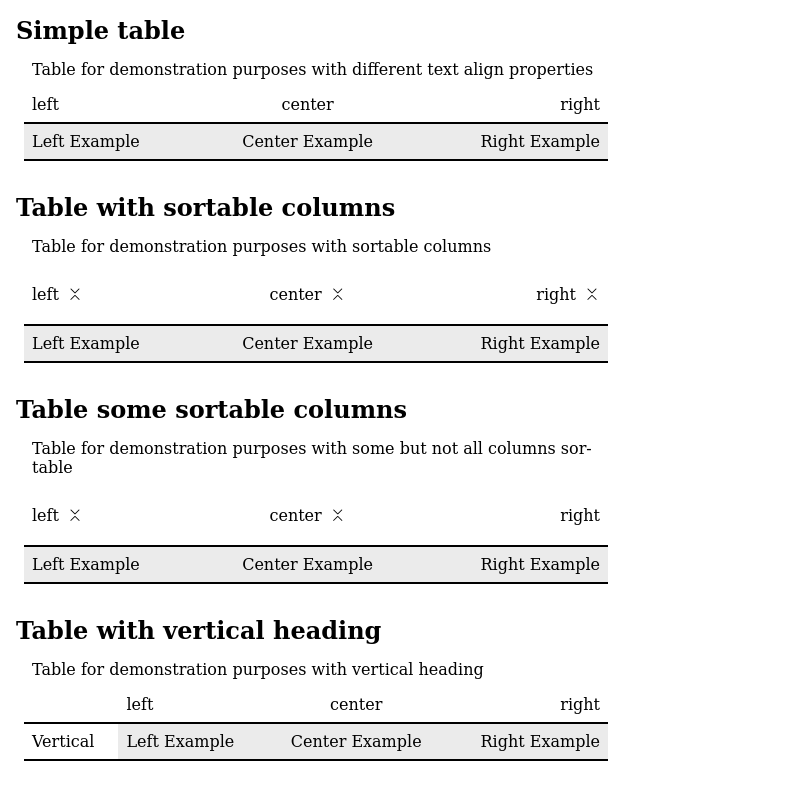 Simple table
Table for demonstration purposes with different text align properties
left center right
Left Example Center Example Right Example
Table with sortable columns
Table for demonstration purposes with sortable columns
left center right
Left Example Center Example Right Example
Table some sortable columns
Table for demonstration purposes with some but not all columns sor-
table
left center right
Left Example Center Example Right Example
Table with vertical heading
Table for demonstration purposes with vertical heading
left center right
Vertical Left Example Center Example Right Example